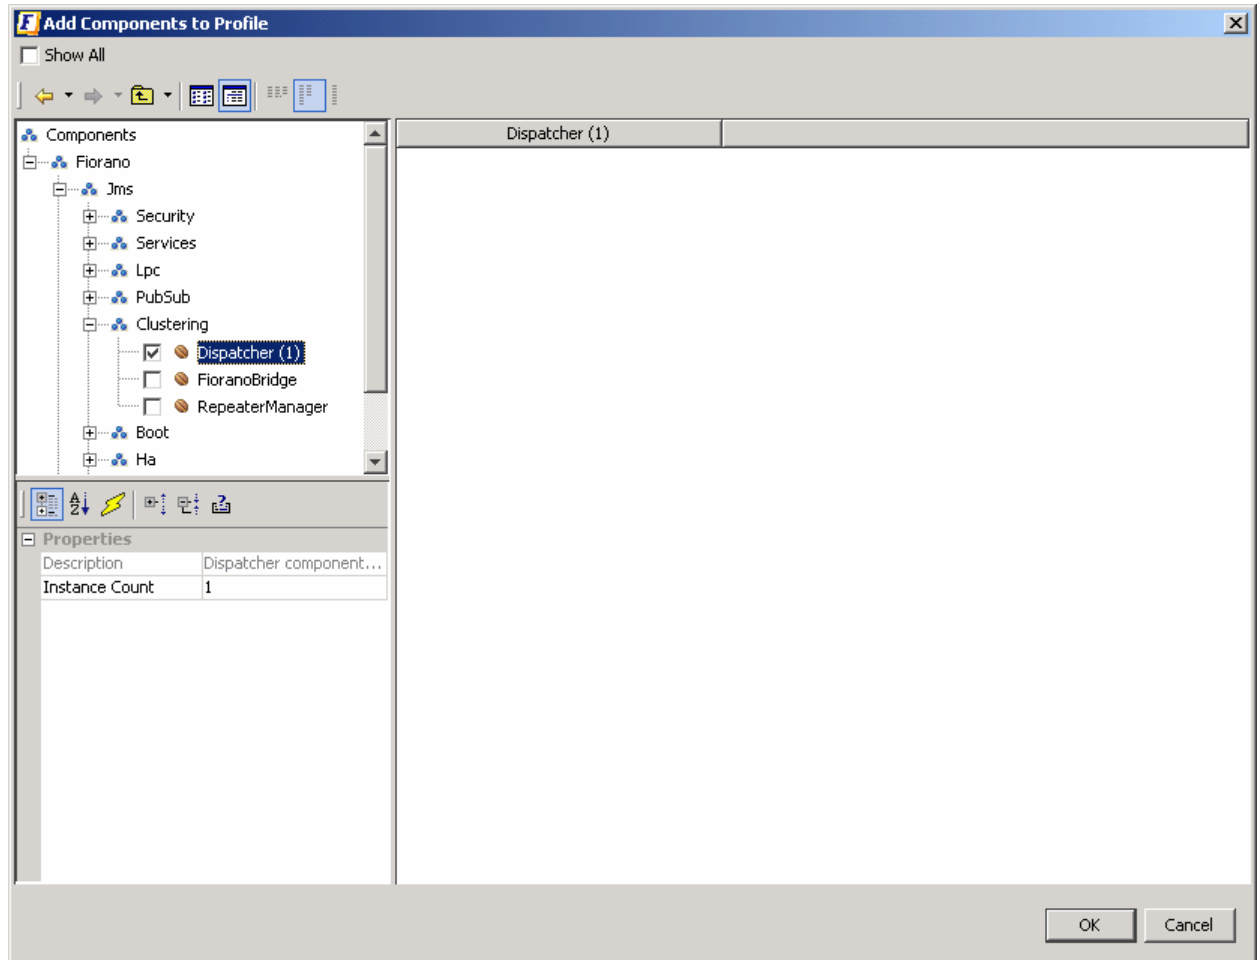 Add Components to Profile
Show All
Components
Fiorano
Jms
Security
Services
Lpc
PubSub
Clustering
Dispatcher (1)
FioranoBridge
RepeaterManager
Boot
Ha
Dispatcher (1)
Properties
Description Dispatcher component...
Instance Count 1
OK Cancel